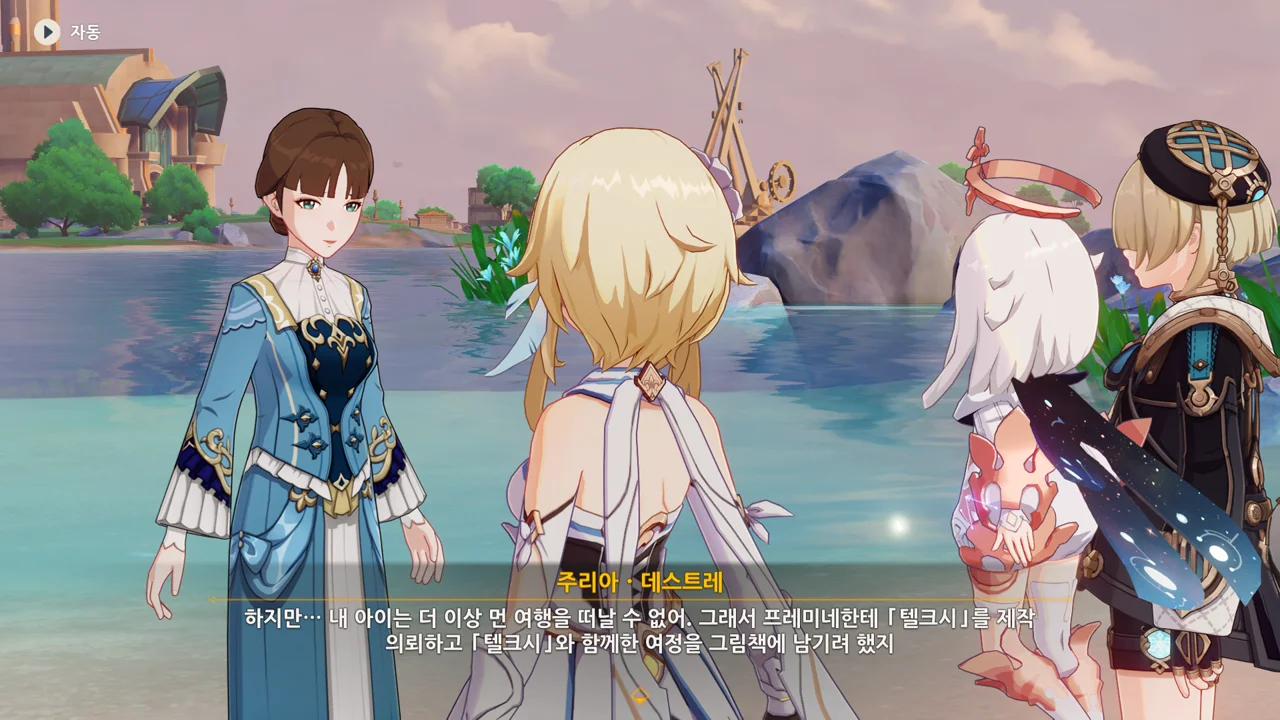 자동
주리아・데스트레
하지만… 내 아이는 더 이상 먼 여행을 떠날 수 없어. 그래서 프레미네한테 「텔크시」를 제작
의뢰하고 「텔크시」와 함께한 여정을 그림책에 남기려 했지